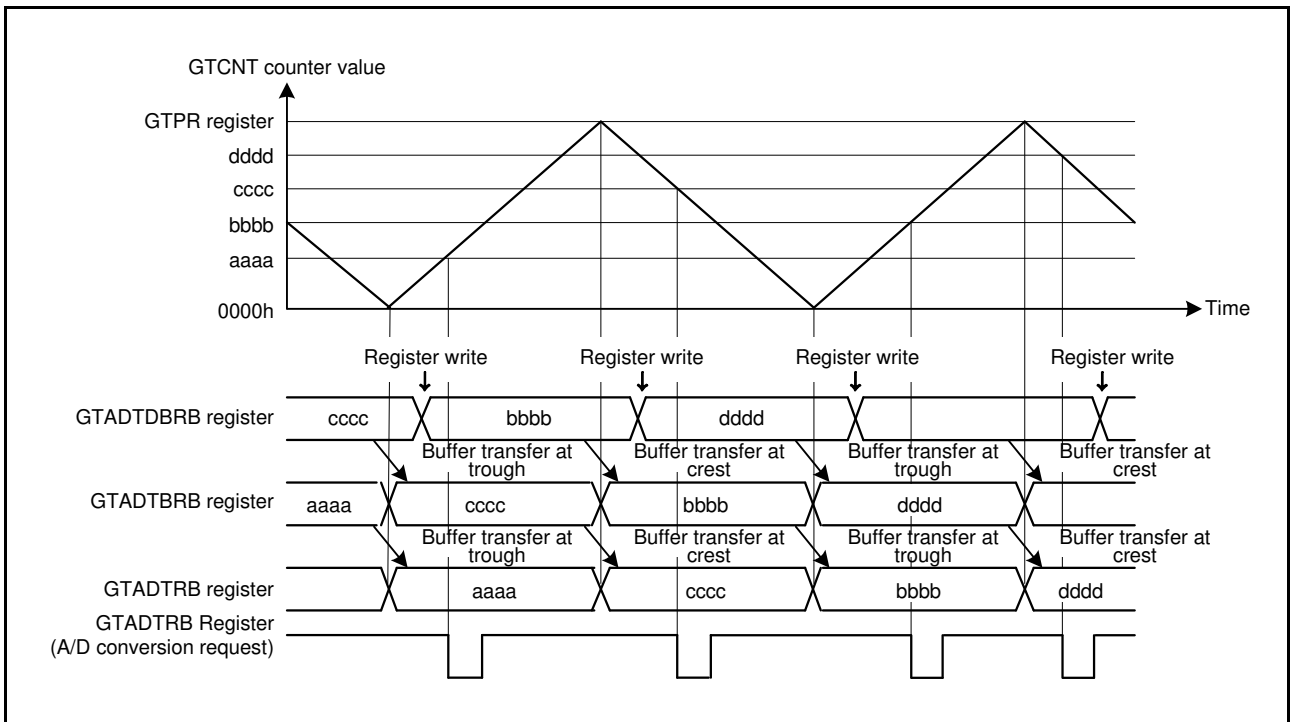 GTCNT counter value
GTPR register
dddd
cccc
bbbb
aaaa
0000h
Time
Register write Register write Register write Register write
GTADTDBRB register cccc bbbb dddd
Buffer transfer at trough
Buffer transfer at crest
Buffer transfer at trough
Buffer transfer at crest
GTADTBRB register aaaa cccc bbbb dddd
Buffer transfer at trough
Buffer transfer at crest
Buffer transfer at trough
Buffer transfer at crest
GTADTRB register aaaa cccc bbbb dddd
GTADTRB Register
(A/D conversion request)